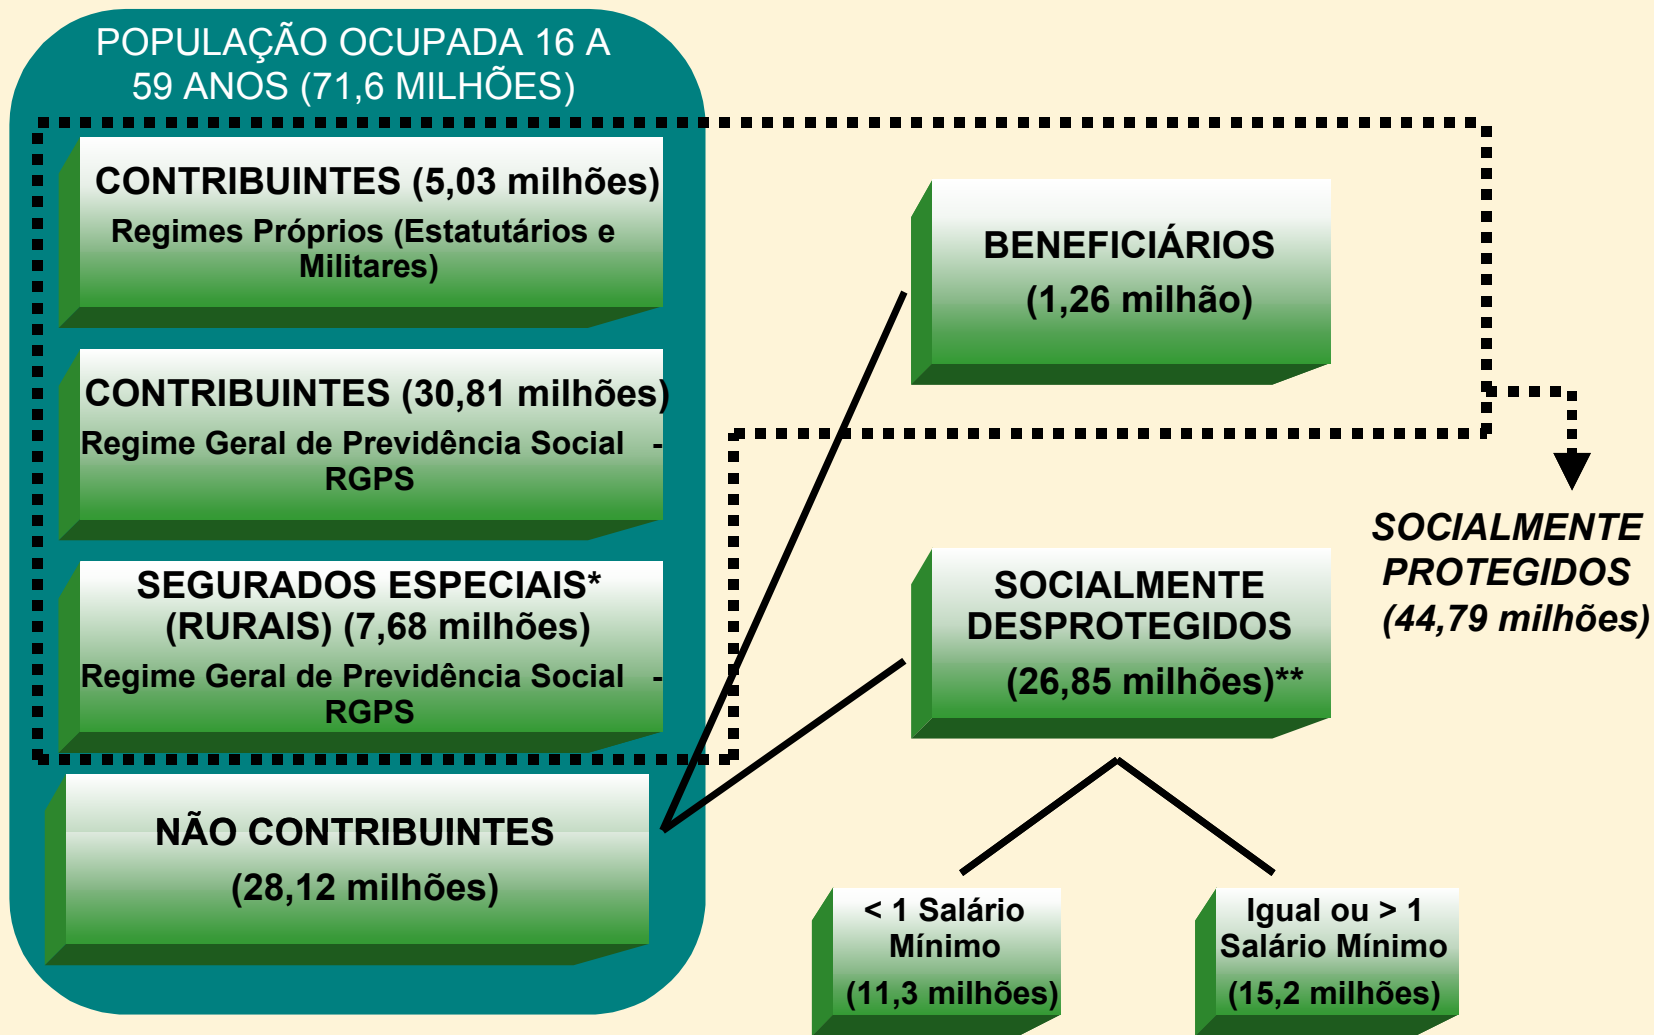 POPULAÇÃO OCUPADA 16 A
59 ANOS (71,6 MILHÕES)
CONTRIBUINTES (5,03 milhões)
Regimes Próprios (Estatutários e
Militares)
CONTRIBUINTES (30,81 milhões)
Regime Geral de Previdência Social -
RGPS
SEGURADOS ESPECIAIS*
(RURAIS) (7,68 milhões)
Regime Geral de Previdência Social -
RGPS
NÃO CONTRIBUINTES
(28,12 milhões)
BENEFICIÁRIOS
(1,26 milhão)
SOCIALMENTE
DESPROTEGIDOS
(26,85 milhões)**
< 1 Salário
Mínimo
(11,3 milhões)
Igual ou > 1
Salário Mínimo
(15,2 milhões)
SOCIALMENTE
PROTEGIDOS
(44,79 milhões)